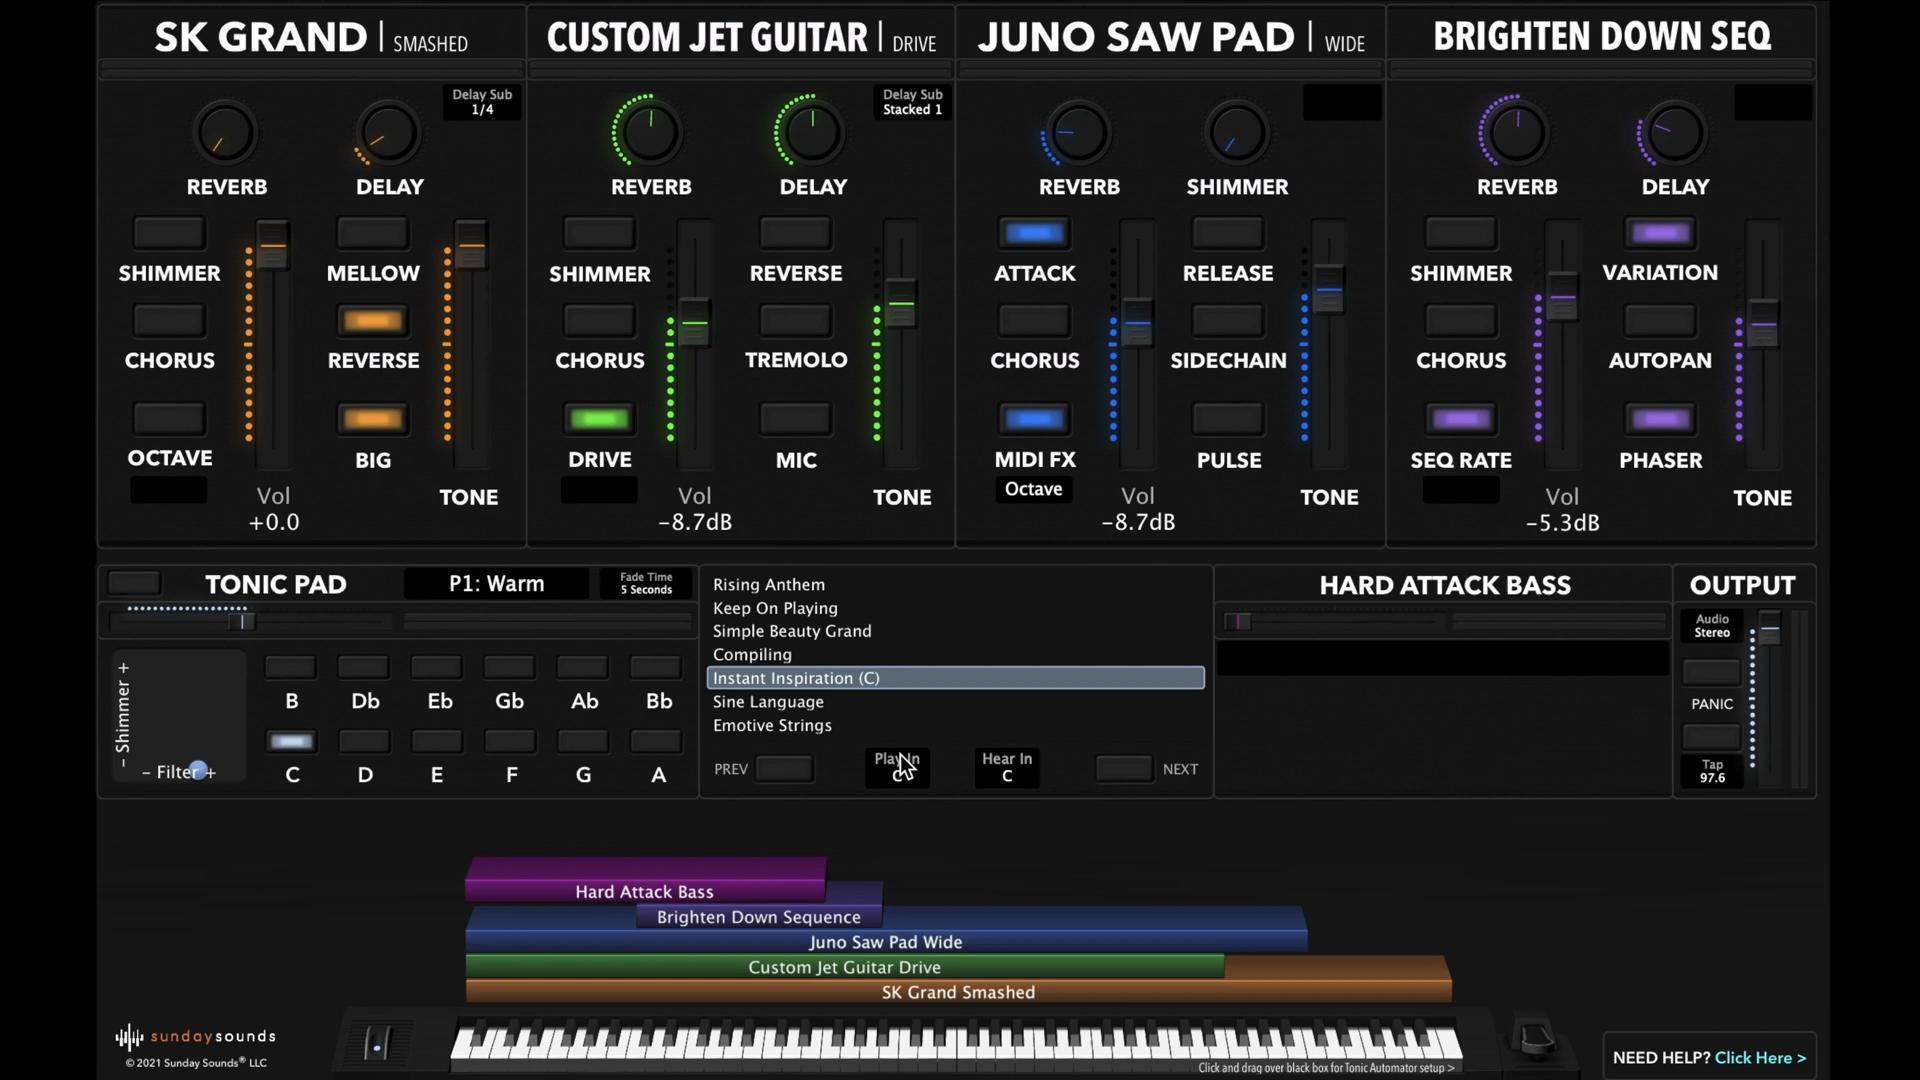 SK GRAND | SMASHED
CUSTOM JET GUITAR | DRIVE
JUNO SAW PAD | WIDE
BRIGHTEN DOWN SEQ
Delay Sub
1/4
REVERB
DELAY
SHIMMER
MELLOW
CHORUS
REVERSE
OCTAVE
BIG
Vol
+0.0
TONE
Delay Sub
Stacked 1
REVERB
DELAY
SHIMMER
REVERSE
CHORUS
TREMOLO
DRIVE
MIC
Vol
-8.7dB
TONE
REVERB
SHIMMER
ATTACK
RELEASE
CHORUS
SIDECHAIN
MIDI FX
PULSE
Octave
Vol
-8.7dB
TONE
REVERB
DELAY
SHIMMER
VARIATION
CHORUS
AUTOPAN
SEQ RATE
PHASER
Vol
-5.3dB
TONE
TONIC PAD
P1: Warm
Fade Time
5 Seconds
- Shimmer +
- Filter +
B Db Eb Gb Ab Bb
C D E F G A
Rising Anthem
Keep On Playing
Simple Beauty Grand
Compiling
Instant Inspiration (C)
Sine Language
Emotive Strings
PREV
Play In
C
Hear In
C
NEXT
HARD ATTACK BASS
OUTPUT
Audio
Stereo
PANIC
Tap
97.6
Hard Attack Bass
Brighten Down Sequence
Juno Saw Pad Wide
Custom Jet Guitar Drive
SK Grand Smashed
sundaysounds
© 2021 Sunday Sounds® LLC
Click and drag over black box for Tonic Automator setup >
NEED HELP? Click Here >